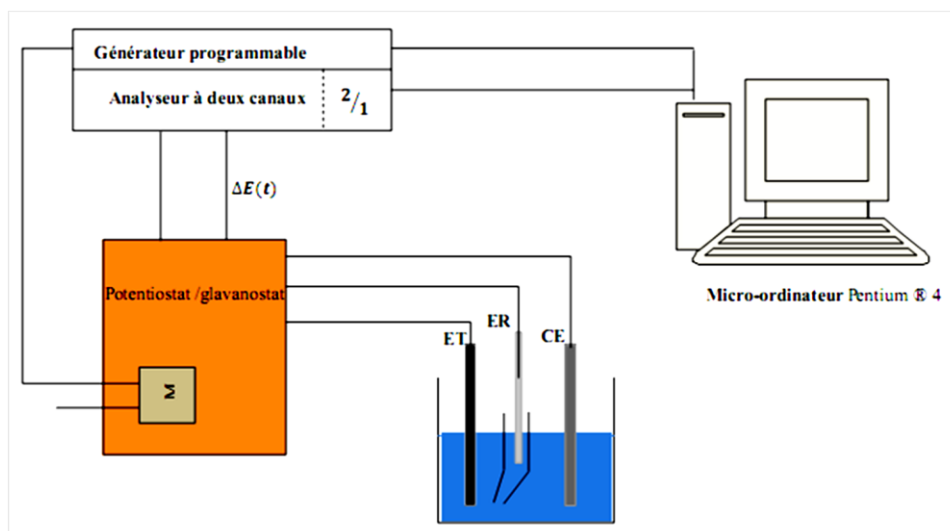 Générateur programmable
Analyseur à deux canaux
2/1
ΔE(t)
Potentiostat /glavanostat
M
ET
ER
CE
Micro-ordinateur Pentium ® 4